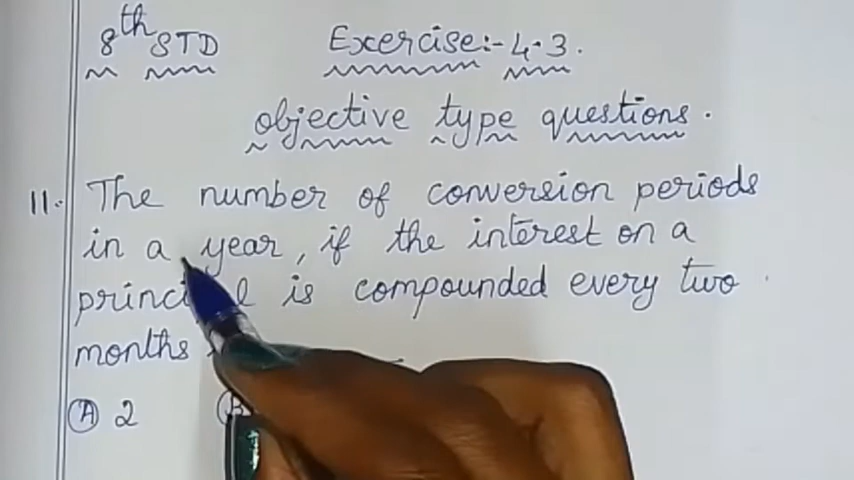 8th STD Exercise:- 4.3.
objective type questions.
11. The number of conversion periods
in a year, if the interest on a
is compounded every two
months
(A) 2 (B)